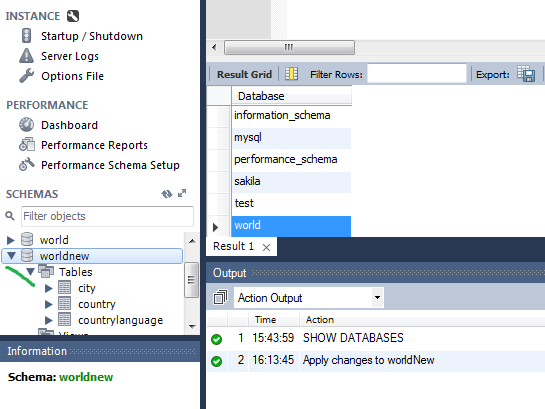 INSTANCE
Startup / Shutdown
Server Logs
Options File
PERFORMANCE
Dashboard
Performance Reports
Performance Schema Setup
SCHEMAS
Filter objects
world
worldnew
Tables
city
country
countrylanguage
Views
Information
Schema: worldnew
Result Grid
Filter Rows:
Export:
Database
information_schema
mysql
performance_schema
sakila
test
world
Result 1
Output
Action Output
Time Action
1 15:43:59 SHOW DATABASES
2 16:13:45 Apply changes to worldNew